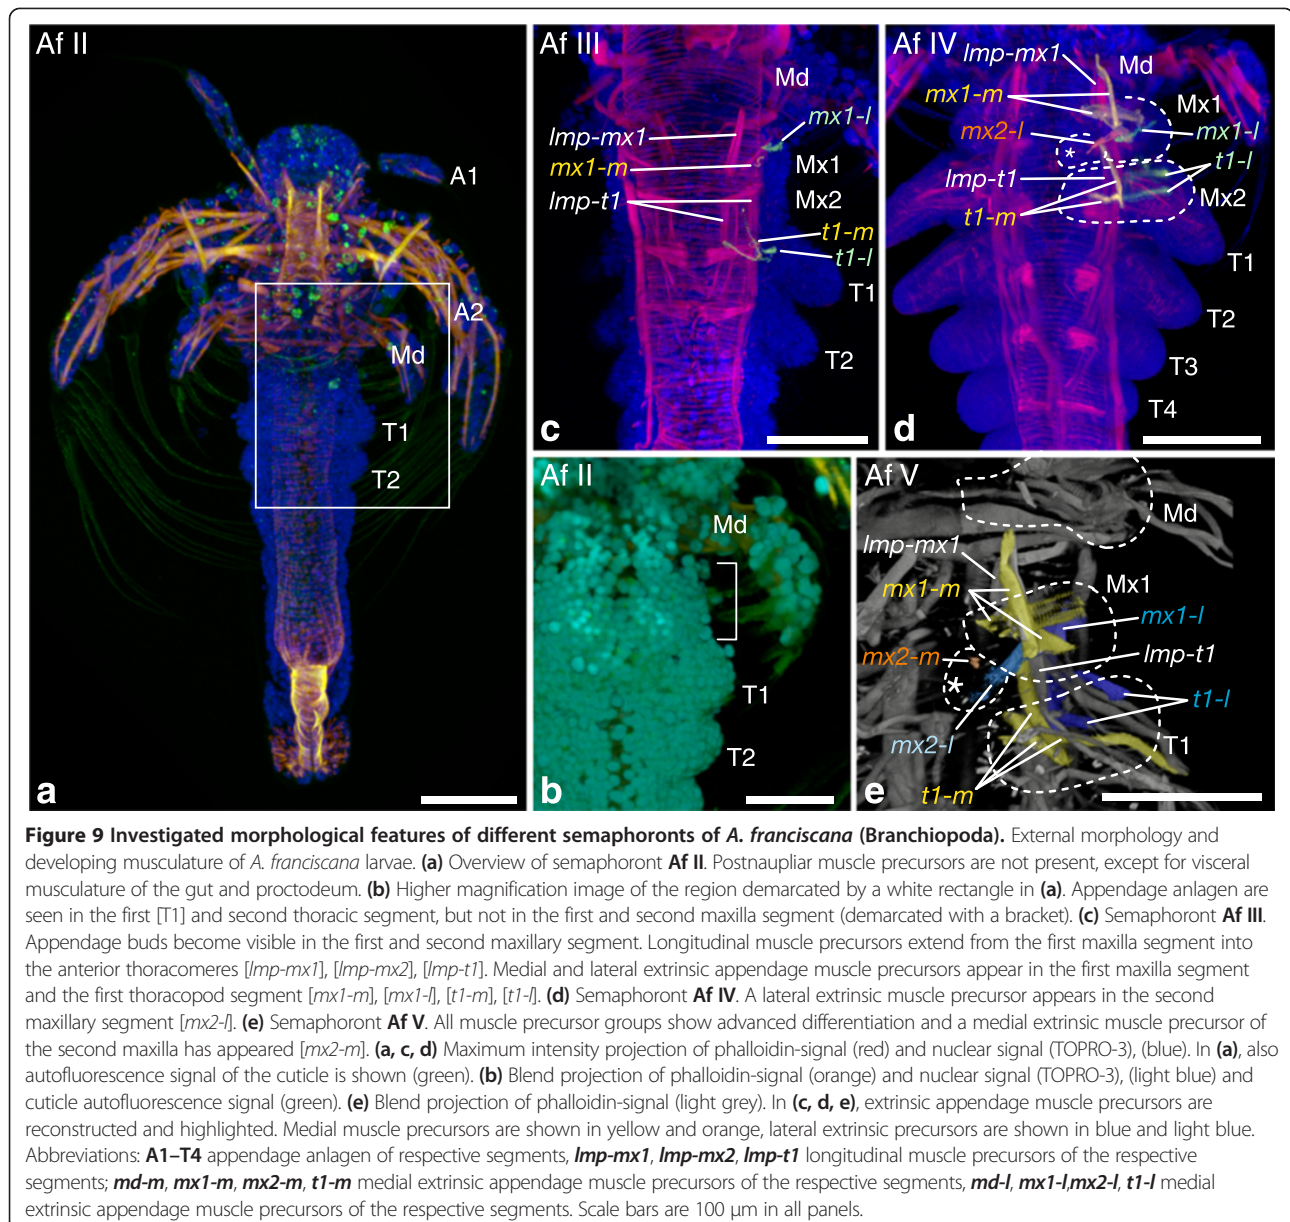 Af II
A1
A2
Md
T1
T2
a
Af III
Md
mx1-l
lmp-mx1
mx1-m
Mx1
lmp-t1
Mx2
t1-m
t1-l
T1
T2
c
Af IV
lmp-mx1
Md
mx1-m
Mx1
mx2-l
mx1-l
*
t1-l
lmp-t1
Mx2
t1-m
T1
T2
T3
T4
d
Af II
Md
T1
T2
b
Af V
Md
lmp-mx1
mx1-m
Mx1
mx1-l
mx2-m
lmp-t1
*
t1-l
mx2-l
T1
t1-m
e
Figure 9 Investigated morphological features of different semaphoronts of A. franciscana (Branchiopoda). External morphology and
developing musculature of A. franciscana larvae. (a) Overview of semaphoront Af II. Postnaupliar muscle precursors are not present, except for visceral
musculature of the gut and proctodeum. (b) Higher magnification image of the region demarcated by a white rectangle in (a). Appendage anlagen are
seen in the first [T1] and second thoracic segment, but not in the first and second maxilla segment (demarcated with a bracket). (c) Semaphoront Af III.
Appendage buds become visible in the first and second maxillary segment. Longitudinal muscle precursors extend from the first maxilla segment into
the anterior thoracomeres [lmp-mx1], [lmp-mx2], [lmp-t1]. Medial and lateral extrinsic appendage muscle precursors appear in the first maxilla segment
and the first thoracopod segment [mx1-m], [mx1-l], [t1-m], [t1-l]. (d) Semaphoront Af IV. A lateral extrinsic muscle precursor appears in the second
maxillary segment [mx2-l]. (e) Semaphoront Af V. All muscle precursor groups show advanced differentiation and a medial extrinsic muscle precursor of
the second maxilla has appeared [mx2-m]. (a, c, d) Maximum intensity projection of phalloidin-signal (red) and nuclear signal (TOPRO-3), (blue). In (a), also
autofluorescence signal of the cuticle is shown (green). (b) Blend projection of phalloidin-signal (orange) and nuclear signal (TOPRO-3), (light blue) and
cuticle autofluorescence signal (green). (e) Blend projection of phalloidin-signal (light grey). In (c, d, e), extrinsic appendage muscle precursors are
reconstructed and highlighted. Medial muscle precursors are shown in yellow and orange, lateral extrinsic precursors are shown in blue and light blue.
Abbreviations: A1–T4 appendage anlagen of respective segments, lmp-mx1, lmp-mx2, lmp-t1 longitudinal muscle precursors of the respective
segments; md-m, mx1-m, mx2-m, t1-m medial extrinsic appendage muscle precursors of the respective segments, md-l, mx1-l,mx2-l, t1-l medial
extrinsic appendage muscle precursors of the respective segments. Scale bars are 100 μm in all panels.